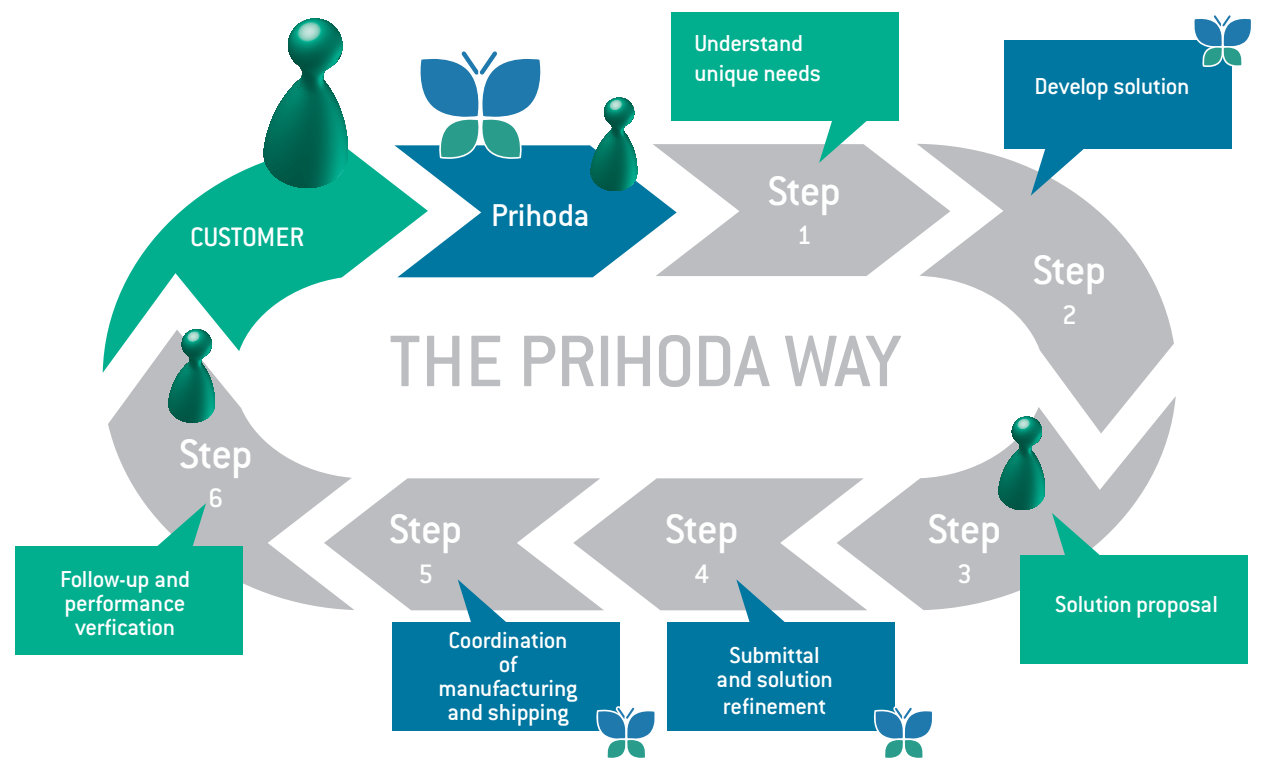 Understand
unique needs
Develop solution
CUSTOMER
Prihoda
Step
1
Step
2
THE PRIHODA WAY
Step
3
Solution proposal
Step
4
Submittal
and solution
refinement
Step
5
Coordination
of
manufacturing
and shipping
Step
6
Follow-up and
performance
verfication